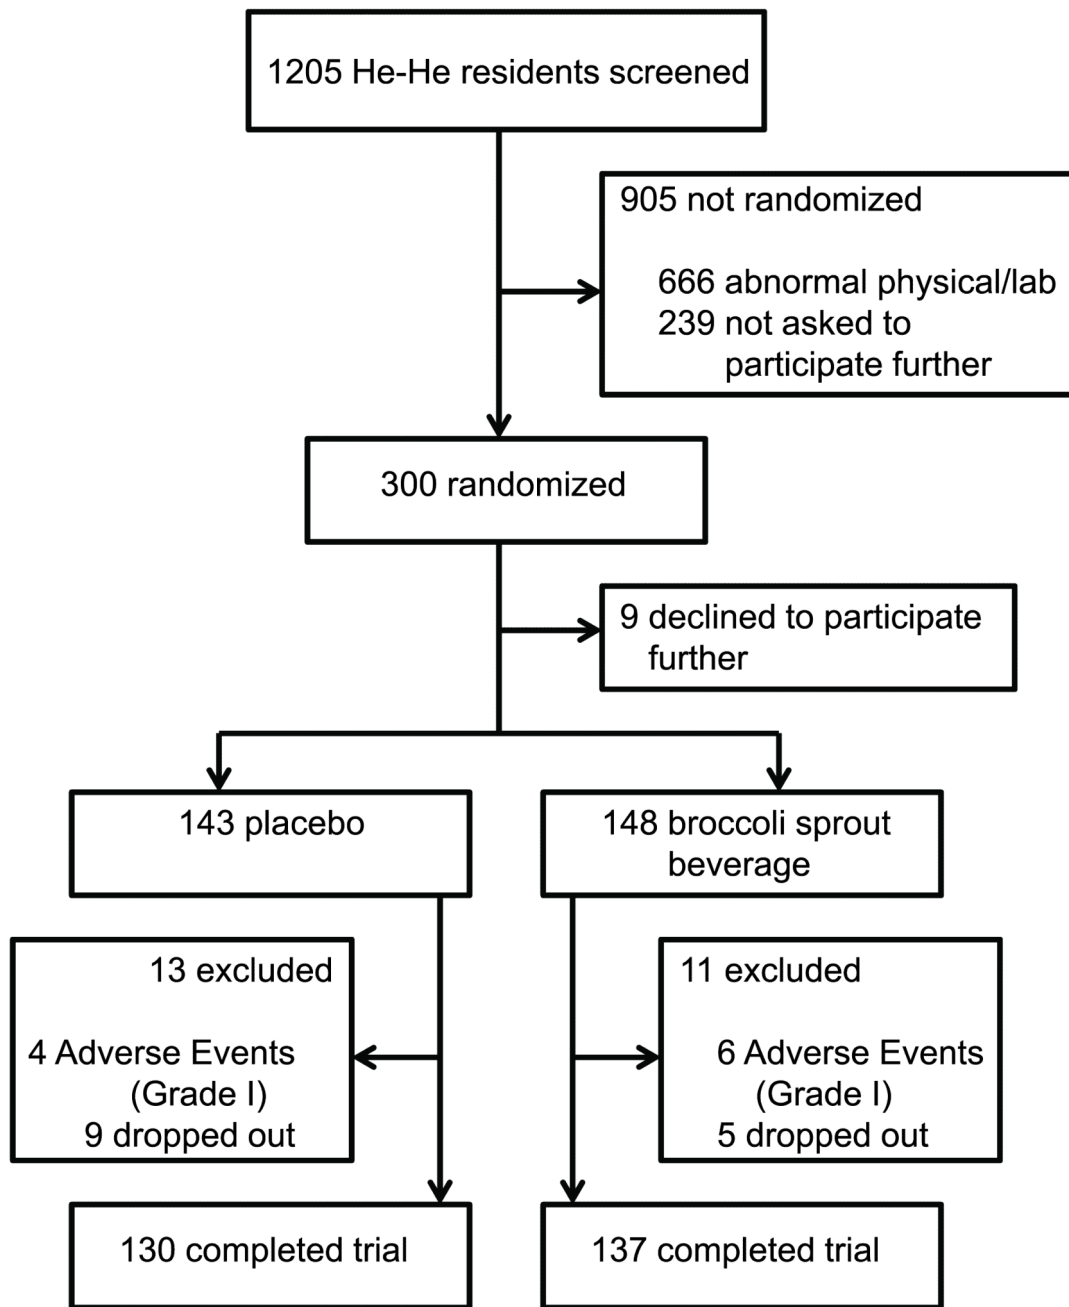 1205 He-He residents screened
905 not randomized
666 abnormal physical/lab
239 not asked to
participate further
300 randomized
9 declined to participate
further
143 placebo
148 broccoli sprout
beverage
13 excluded
4 Adverse Events
(Grade I)
9 dropped out
11 excluded
6 Adverse Events
(Grade I)
5 dropped out
130 completed trial
137 completed trial